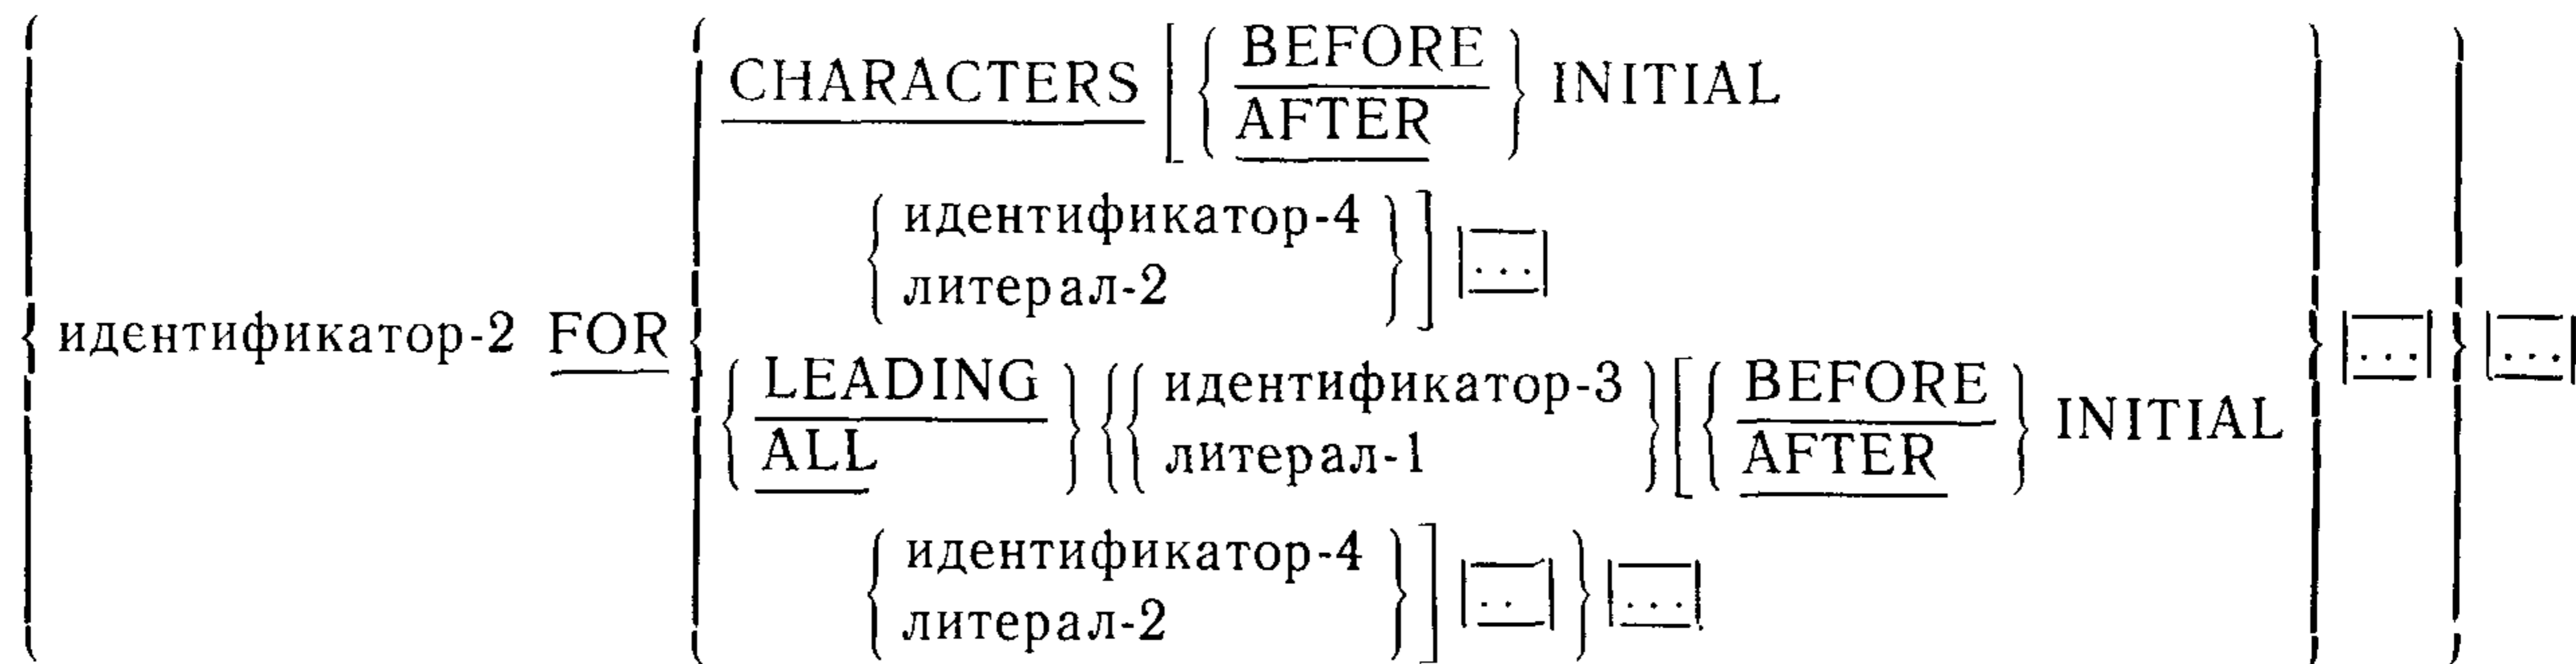 CHARACTERS [ { BEFORE
AFTER } INITIAL
{ идентификатор-4
литерал-2 } ] ...
{ идентификатор-2 FOR { } ... } ...
{ LEADING
ALL } { { идентификатор-3
литерал-1 } [ { BEFORE
AFTER } INITIAL
{ идентификатор-4
литерал-2 } ] .. } ...